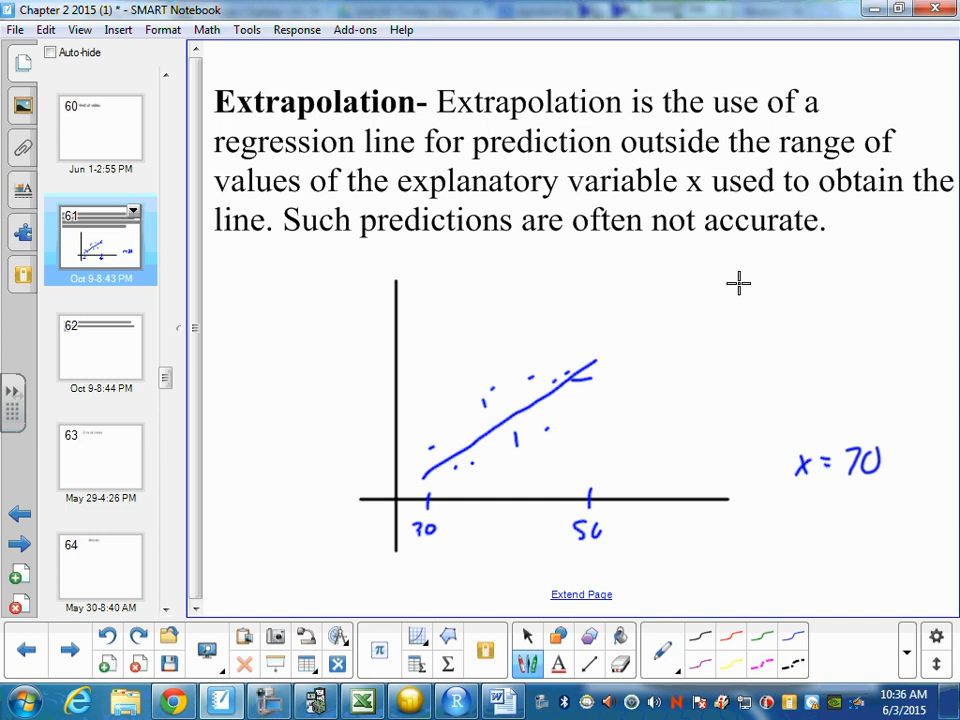 Chapter 2 2015 (1) * - SMART Notebook
File Edit View Insert Format Math Tools Response Add-ons Help
Auto-hide
60
Jun 1-2:55 PM
61
Oct 9-8:43 PM
62
Oct 9-8:44 PM
63
May 29-4:26 PM
64
May 30-8:40 AM
Extrapolation- Extrapolation is the use of a
regression line for prediction outside the range of
values of the explanatory variable x used to obtain the
line. Such predictions are often not accurate.
x = 70
30 50
Extend Page
10:36 AM
6/3/2015